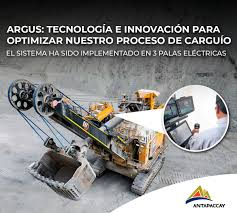 ARGUS: TECNOLOGÍA E INNOVACIÓN PARA
OPTIMIZAR NUESTRO PROCESO DE CARGUÍO
EL SISTEMA HA SIDO IMPLEMENTADO EN 3 PALAS ELÉCTRICAS
ANTAPACCAY